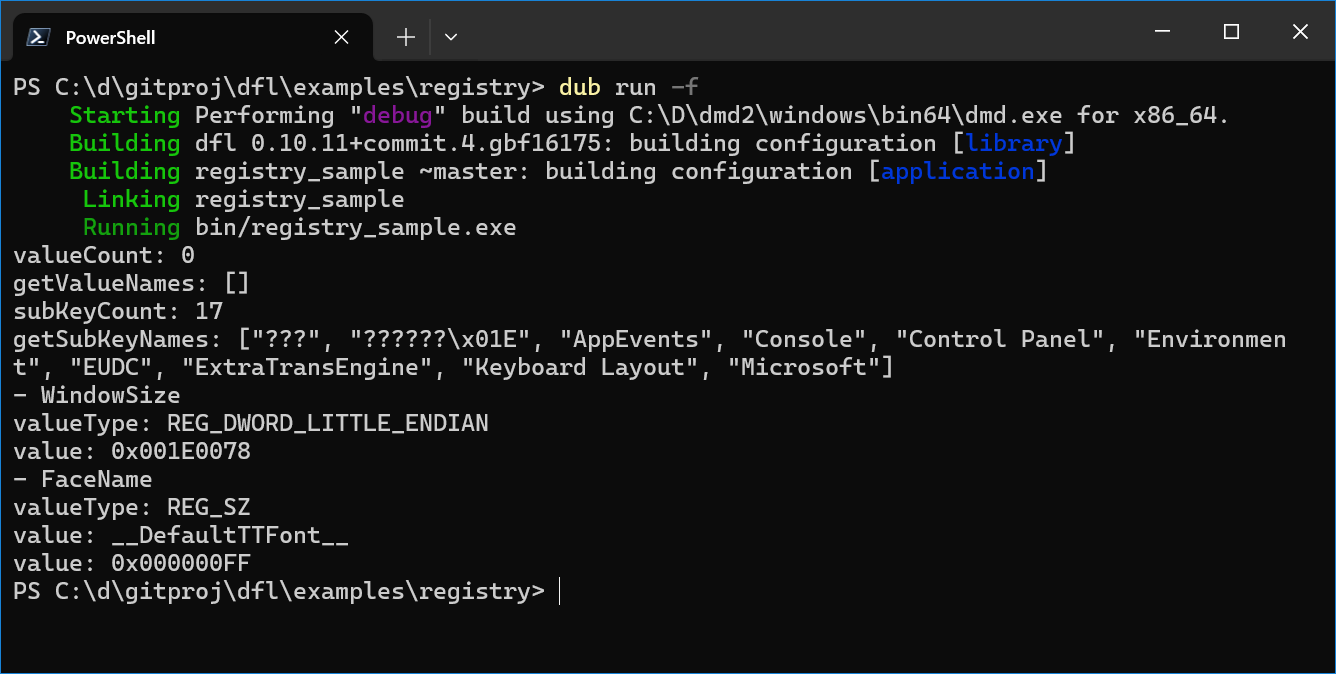 PowerShell
PS C:\d\gitproj\dfl\examples\registry> dub run -f
Starting Performing "debug" build using C:\D\dmd2\windows\bin64\dmd.exe for x86_64.
Building dfl 0.10.11+commit.4.gbf16175: building configuration [library]
Building registry_sample ~master: building configuration [application]
Linking registry_sample
Running bin/registry_sample.exe
valueCount: 0
getValueNames: []
subKeyCount: 17
getSubKeyNames: ["???", "??????\x01E", "AppEvents", "Console", "Control Panel", "Environmen
t", "EUDC", "ExtraTransEngine", "Keyboard Layout", "Microsoft"]
- WindowSize
valueType: REG_DWORD_LITTLE_ENDIAN
value: 0x001E0078
- FaceName
valueType: REG_SZ
value: __DefaultTTFont__
value: 0x000000FF
PS C:\d\gitproj\dfl\examples\registry>